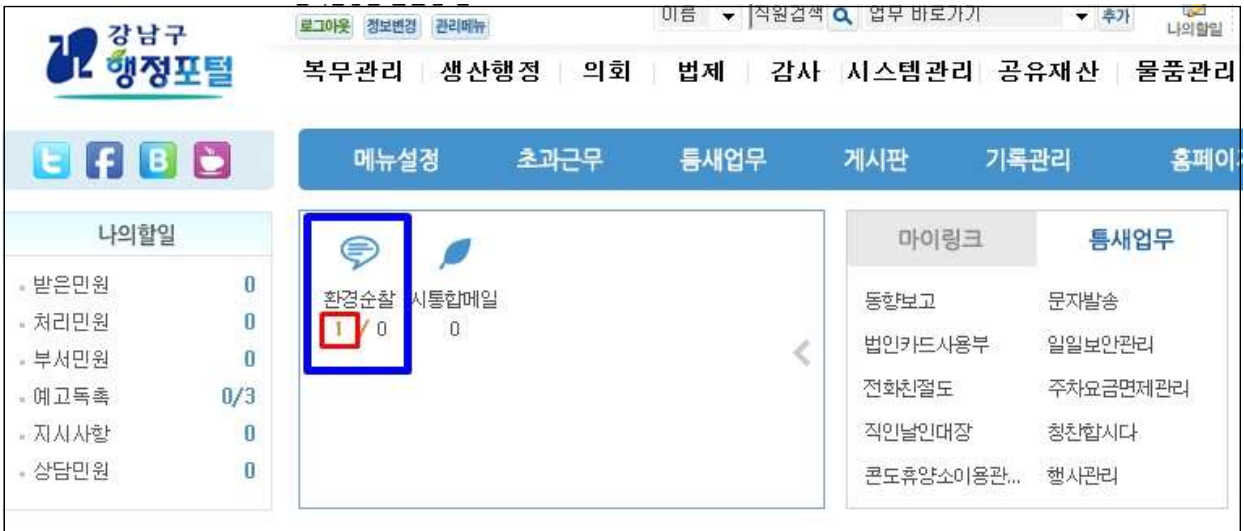 강남구
행정포털
로그아웃 정보변경 관리메뉴
이름 직원검색 업무 바로가기 추가 나의할일
복무관리 생산행정 의회 법제 감사 시스템관리 공유재산 물품관리
메뉴설정 초과근무 틈새업무 게시판 기록관리 홈페이
나의할일
받은민원 0
처리민원 0
부서민원 0
예고독촉 0/3
지시사항 0
상담민원 0
환경순찰 시통합메일
1 / 0 0
마이링크 틈새업무
동향보고 문자발송
법인카드사용부 일일보안관리
전화친절도 주차요금면제관리
직인날인대장 칭찬합시다
콘도휴양소이용관... 행사관리